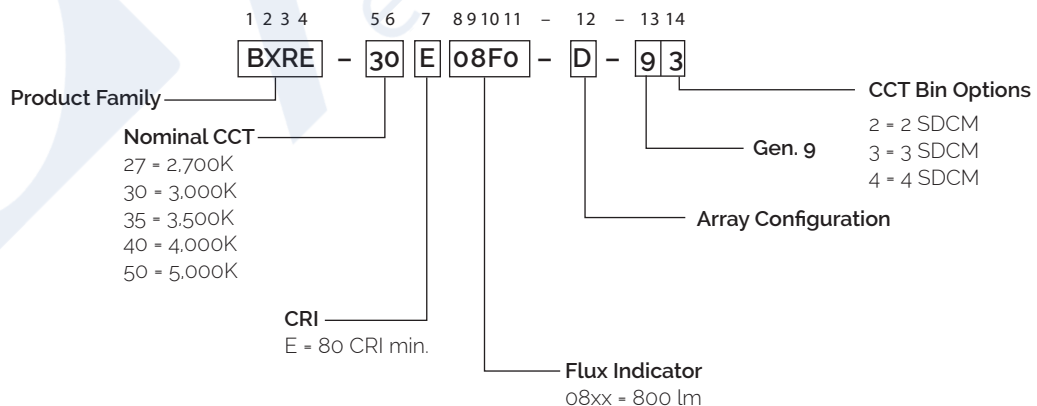 1 2 3 4 5 6 7 8 9 10 11 – 12 – 13 14
BXRE – 30 E 08F0 – D – 9 3
Product Family
Nominal CCT
27 = 2,700K
30 = 3,000K
35 = 3,500K
40 = 4,000K
50 = 5,000K
CRI
E = 80 CRI min.
Flux Indicator
08xx = 800 lm
Array Configuration
Gen. 9
CCT Bin Options
2 = 2 SDCM
3 = 3 SDCM
4 = 4 SDCM